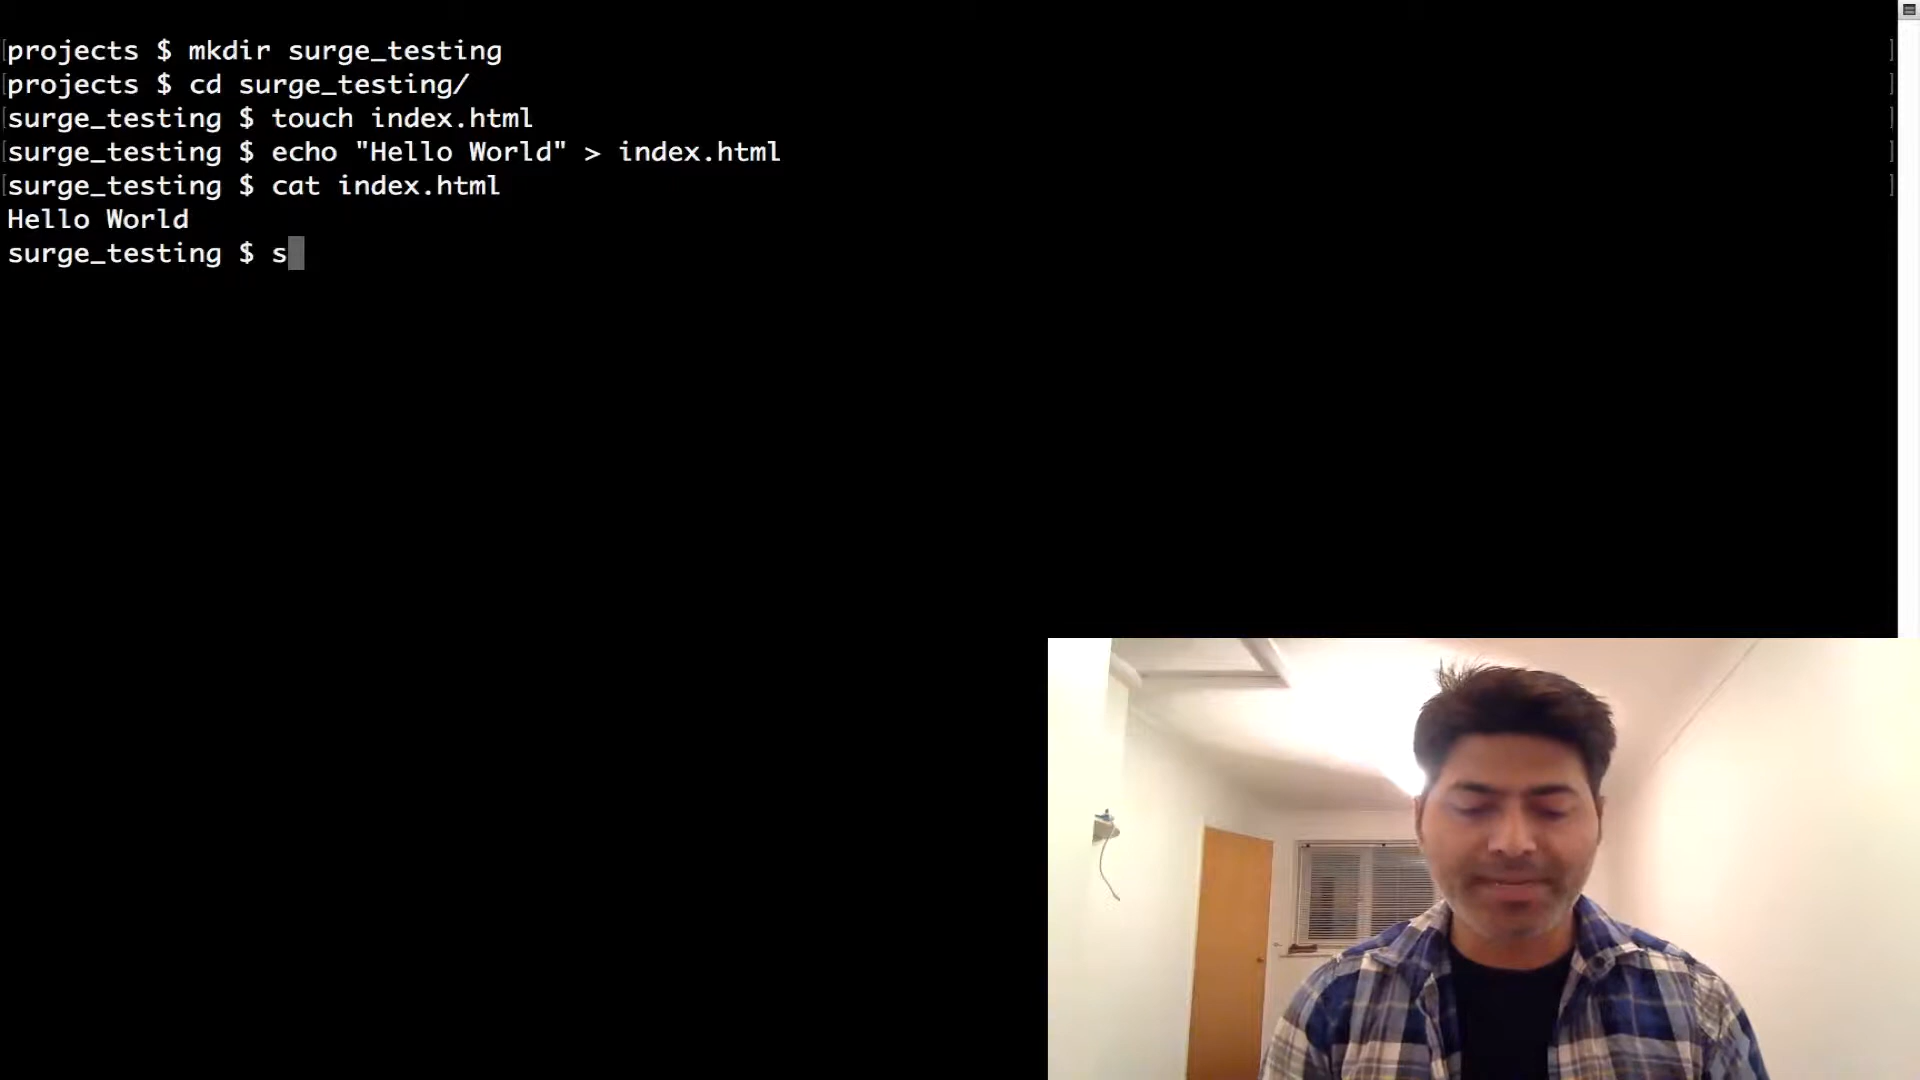 projects $ mkdir surge_testing
projects $ cd surge_testing/
surge_testing $ touch index.html
surge_testing $ echo "Hello World" > index.html
surge_testing $ cat index.html
Hello World
surge_testing $ s